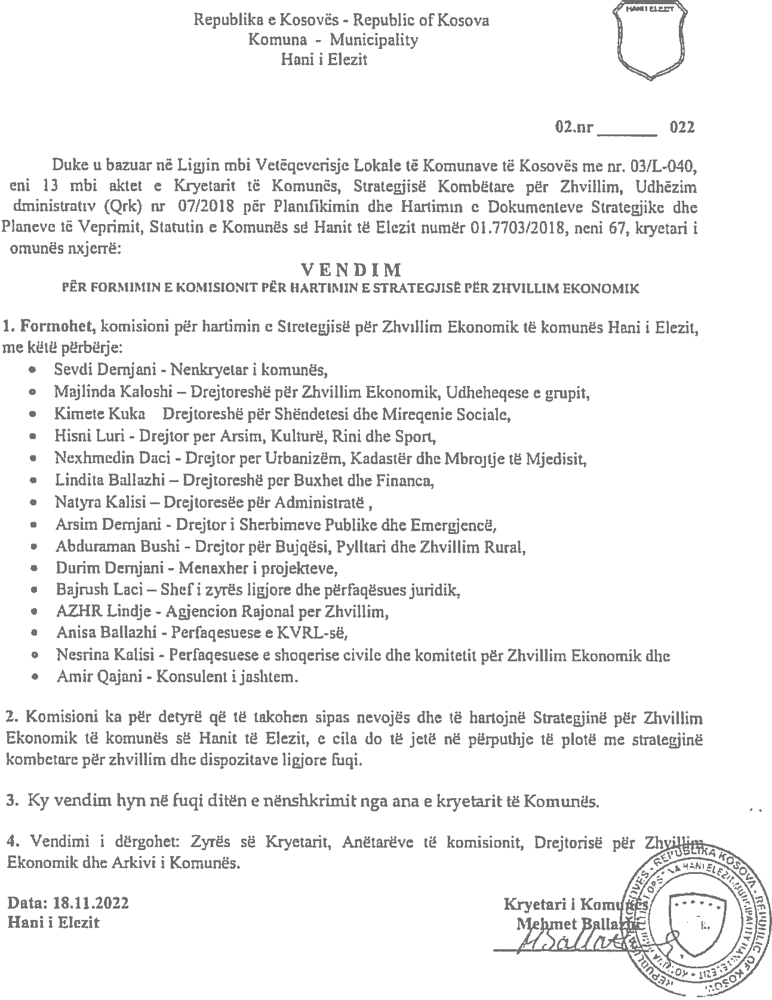 Republika e Kosovës - Republic of Kosova
Komuna - Municipality
Hani i Elezit
HANI I ELEZIT
02.nr ________ 022
Duke u bazuar në Ligjin mbi Vetëqeverisje Lokale të Komunave të Kosovës me nr. 03/L-040,
eni 13 mbi aktet e Kryetarit të Komunës, Strategjisë Kombëtare për Zhvillim, Udhëzim
dministrativ (Qrk) nr 07/2018 për Planifikimin dhe Hartimin e Dokumenteve Strategjike dhe
Planeve të Veprimit, Statutin e Komunës së Hanit të Elezit numër 01.7703/2018, neni 67, kryetari i
omunës nxjerrë:
V E N D I M
PËR FORMIMIN E KOMISIONIT PËR HARTIMIN E STRATEGJISË PËR ZHVILLIM EKONOMIK
1. Formohet, komisioni për hartimin e Stretegjisë për Zhvillim Ekonomik të komunës Hani i Elezit,
me këtë përbërje:
• Sevdi Demjani - Nenkryetar i komunës,
• Majlinda Kaloshi – Drejtoreshë për Zhvillim Ekonomik, Udheheqese e grupit,
• Kimete Kuka Drejtoreshë për Shëndetesi dhe Mireqenie Sociale,
• Hisni Luri - Drejtor per Arsim, Kulturë, Rini dhe Sport,
• Nexhmedin Daci - Drejtor per Urbanizëm, Kadastër dhe Mbrojtje të Mjedisit,
• Lindita Ballazhi – Drejtoreshë per Buxhet dhe Financa,
• Natyra Kalisi – Drejtoresëe për Administratë ,
• Arsim Demjani - Drejtor i Sherbimeve Publike dhe Emergjencë,
• Abduraman Bushi - Drejtor për Bujqësi, Pylltari dhe Zhvillim Rural,
• Durim Demjani - Menaxher i projekteve,
• Bajrush Laci – Shef i zyrës ligjore dhe përfaqësues juridik,
• AZHR Lindje - Agjencion Rajonal per Zhvillim,
• Anisa Ballazhi - Perfaqesuese e KVRL-së,
• Nesrina Kalisi - Perfaqesuese e shoqerise civile dhe komitetit për Zhvillim Ekonomik dhe
• Amir Qajani - Konsulent i jashtem.
2. Komisioni ka për detyrë që të takohen sipas nevojës dhe të hartojnë Strategjinë për Zhvillim
Ekonomik të komunës së Hanit të Elezit, e cila do të jetë në përputhje të plotë me strategjinë
kombetare për zhvillim dhe dispozitave ligjore fuqi.
3. Ky vendim hyn në fuqi ditën e nënshkrimit nga ana e kryetarit të Komunës.
4. Vendimi i dërgohet: Zyrës së Kryetarit, Anëtarëve të komisionit, Drejtorisë për Zhvillim
Ekonomik dhe Arkivi i Komunës.
Data: 18.11.2022
Hani i Elezit
Kryetari i Komunës
Mehmet Ballazhi
REPUBLIKA KOSOVA - REPUBLIC OF KOSOVO